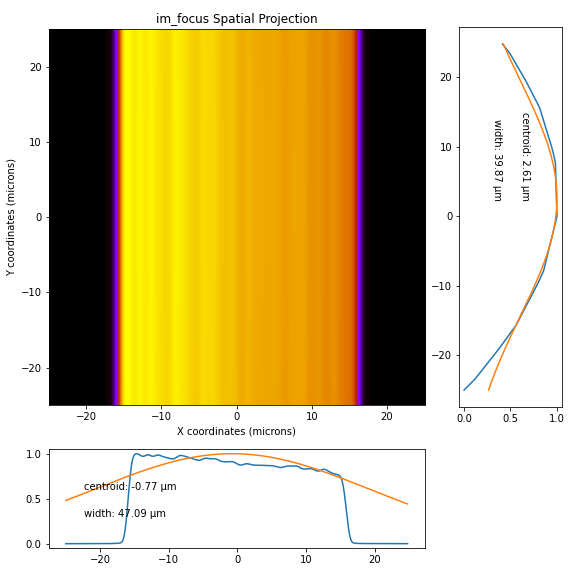 im_focus Spatial Projection
20
10
0
−10
−20
Y coordinates (microns)
−20 −10 0 10 20
X coordinates (microns)
20
10
0
−10
−20
centroid: 2.61 µm
width: 39.87 µm
0.0 0.5 1.0
1.0
0.5
0.0
centroid: -0.77 µm
width: 47.09 µm
−20 −10 0 10 20